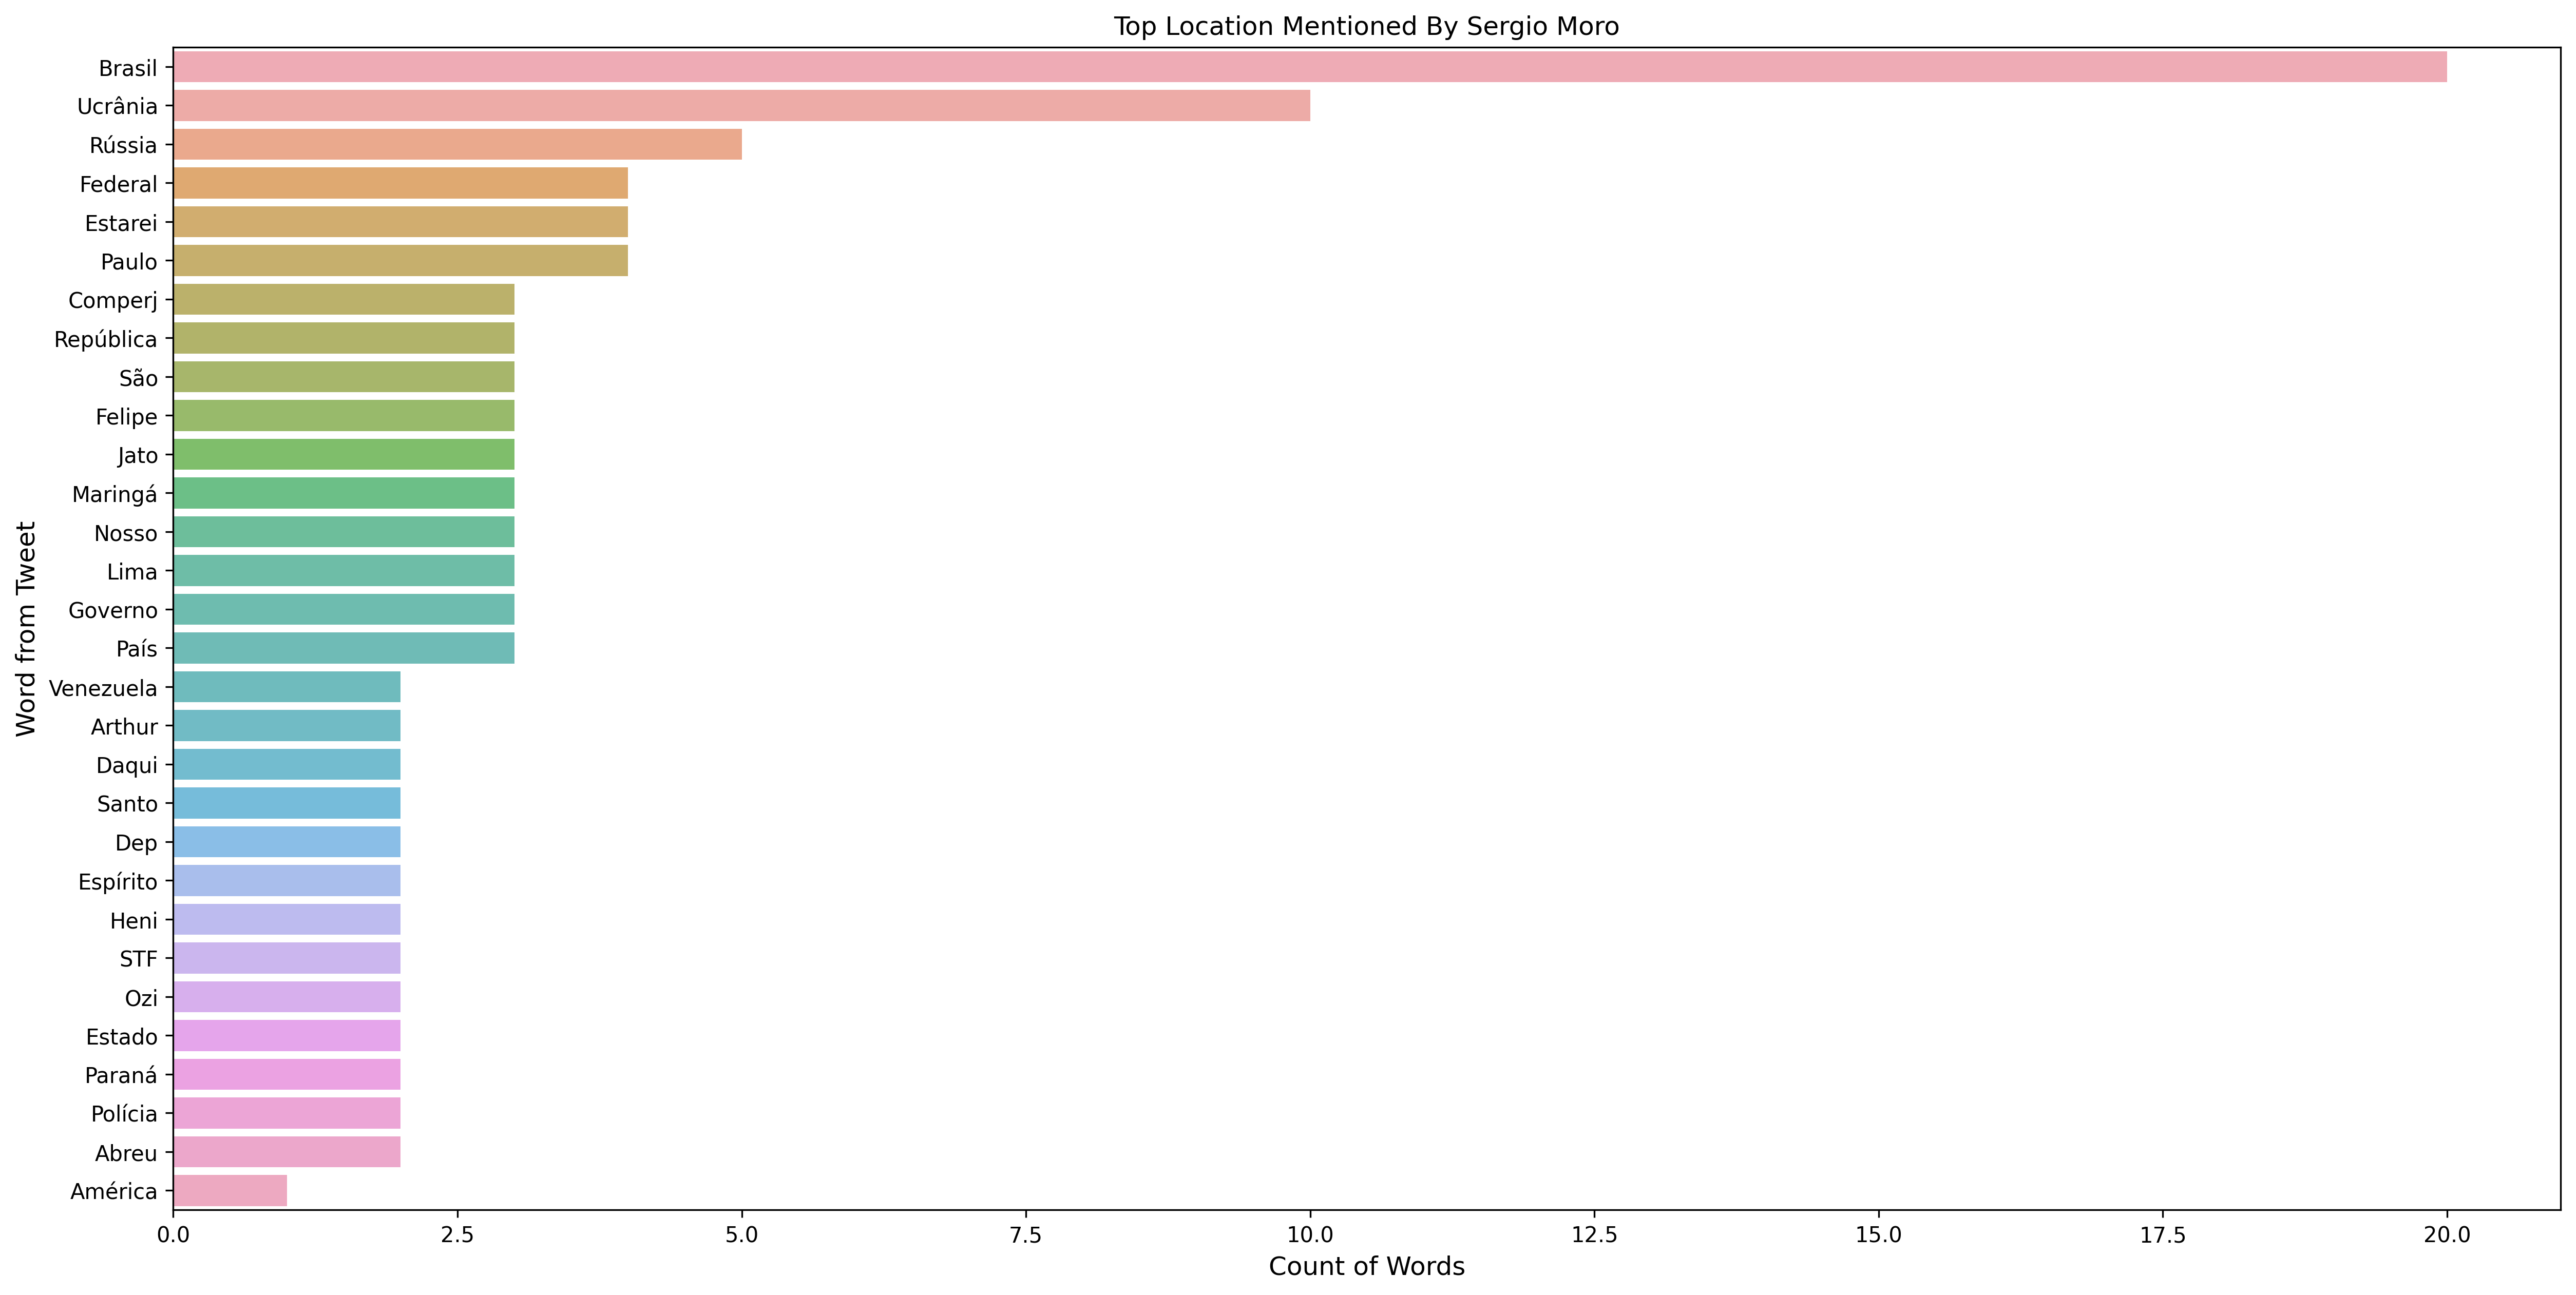 Top Location Mentioned By Sergio Moro
Word from Tweet
Brasil
Ucrânia
Rússia
Federal
Estarei
Paulo
Comperj
República
São
Felipe
Jato
Maringá
Nosso
Lima
Governo
País
Venezuela
Arthur
Daqui
Santo
Dep
Espírito
Heni
STF
Ozi
Estado
Paraná
Polícia
Abreu
América
0.0 2.5 5.0 7.5 10.0 12.5 15.0 17.5 20.0
Count of Words